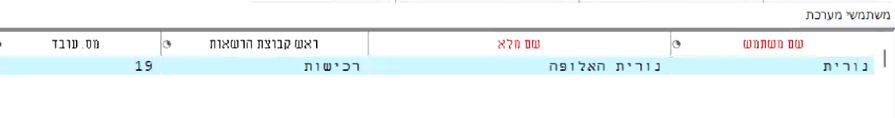 משתמשי מערכת
שם משתמש שם מלא ראש קבוצת הרשאות מס. עובד
נורית נורית האלופה רכישות 19